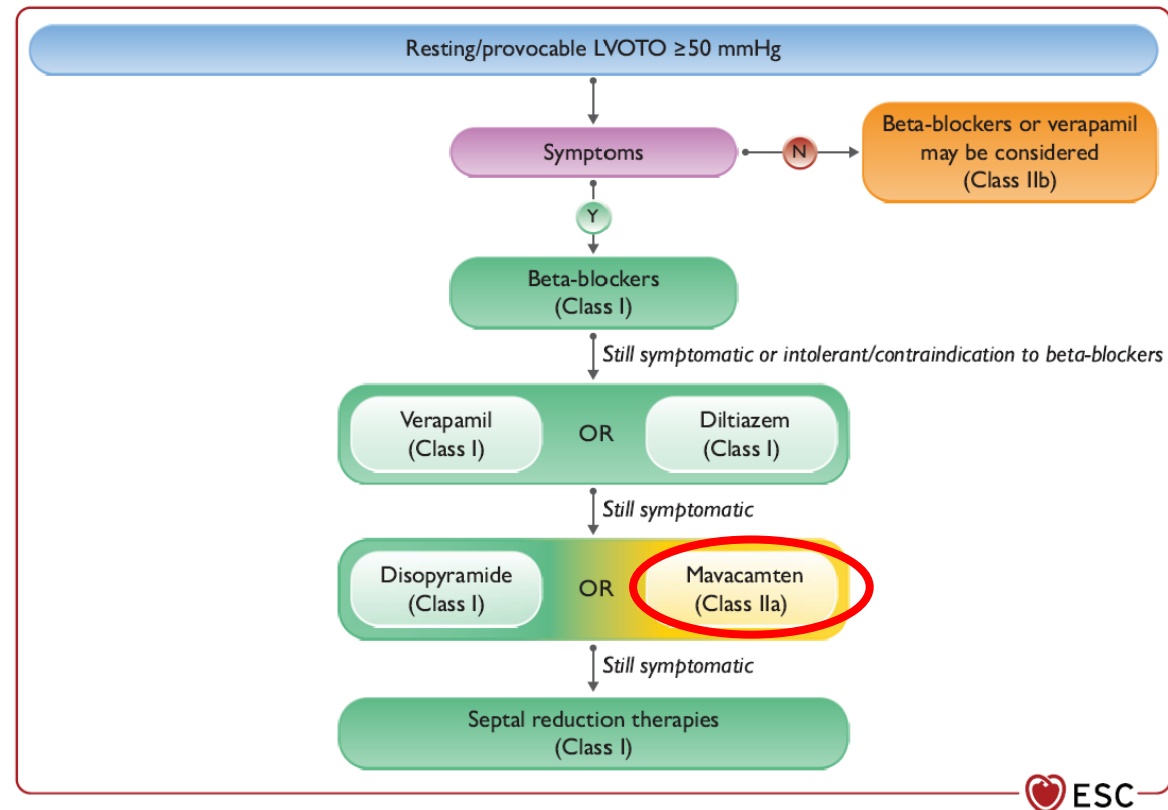 Resting/provocable LVOTO ≥50 mmHg
Symptoms
N
Beta-blockers or verapamil
may be considered
(Class IIb)
Y
Beta-blockers
(Class I)
Still symptomatic or intolerant/contraindication to beta-blockers
Verapamil
(Class I)
OR
Diltiazem
(Class I)
Still symptomatic
Disopyramide
(Class I)
OR
Mavacamten
(Class IIa)
Still symptomatic
Septal reduction therapies
(Class I)
ESC